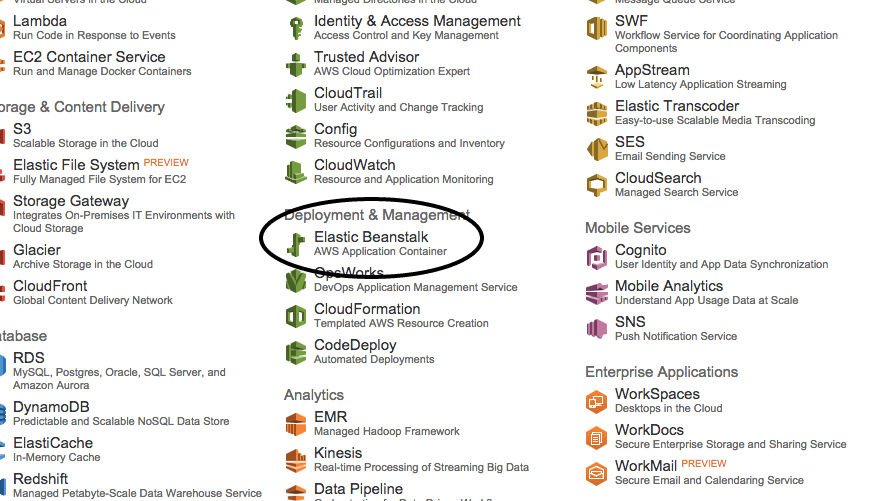 Virtual Servers in the Cloud
Lambda
Run Code in Response to Events
EC2 Container Service
Run and Manage Docker Containers
Storage & Content Delivery
S3
Scalable Storage in the Cloud
Elastic File System PREVIEW
Fully Managed File System for EC2
Storage Gateway
Integrates On-Premises IT Environments with
Cloud Storage
Glacier
Archive Storage in the Cloud
CloudFront
Global Content Delivery Network
Database
RDS
MySQL, Postgres, Oracle, SQL Server, and
Amazon Aurora
DynamoDB
Predictable and Scalable NoSQL Data Store
ElastiCache
In-Memory Cache
Redshift
Managed Petabyte-Scale Data Warehouse Service
Managed Directories in the Cloud
Identity & Access Management
Access Control and Key Management
Trusted Advisor
AWS Cloud Optimization Expert
CloudTrail
User Activity and Change Tracking
Config
Resource Configurations and Inventory
CloudWatch
Resource and Application Monitoring
Deployment & Management
Elastic Beanstalk
AWS Application Container
OpsWorks
DevOps Application Management Service
CloudFormation
Templated AWS Resource Creation
CodeDeploy
Automated Deployments
Analytics
EMR
Managed Hadoop Framework
Kinesis
Real-time Processing of Streaming Big Data
Data Pipeline
Message Queue Service
SWF
Workflow Service for Coordinating Application
Components
AppStream
Low Latency Application Streaming
Elastic Transcoder
Easy-to-use Scalable Media Transcoding
SES
Email Sending Service
CloudSearch
Managed Search Service
Mobile Services
Cognito
User Identity and App Data Synchronization
Mobile Analytics
Understand App Usage Data at Scale
SNS
Push Notification Service
Enterprise Applications
WorkSpaces
Desktops in the Cloud
WorkDocs
Secure Enterprise Storage and Sharing Service
WorkMail PREVIEW
Secure Email and Calendaring Service